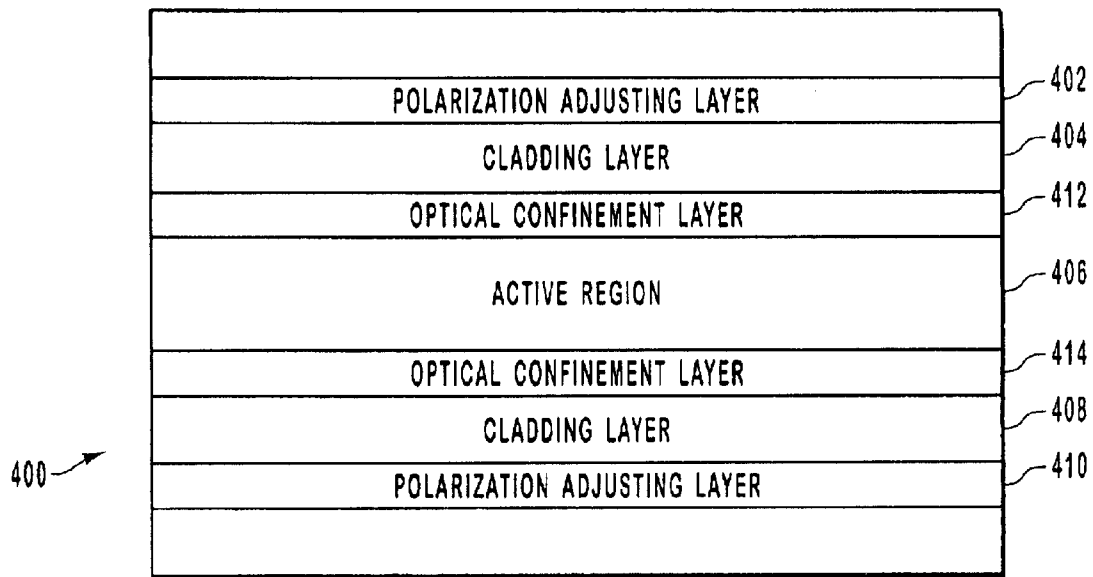 POLARIZATION ADJUSTING LAYER 402
CLADDING LAYER 404
OPTICAL CONFINEMENT LAYER 412
ACTIVE REGION 406
OPTICAL CONFINEMENT LAYER 414
CLADDING LAYER 408
400
POLARIZATION ADJUSTING LAYER 410